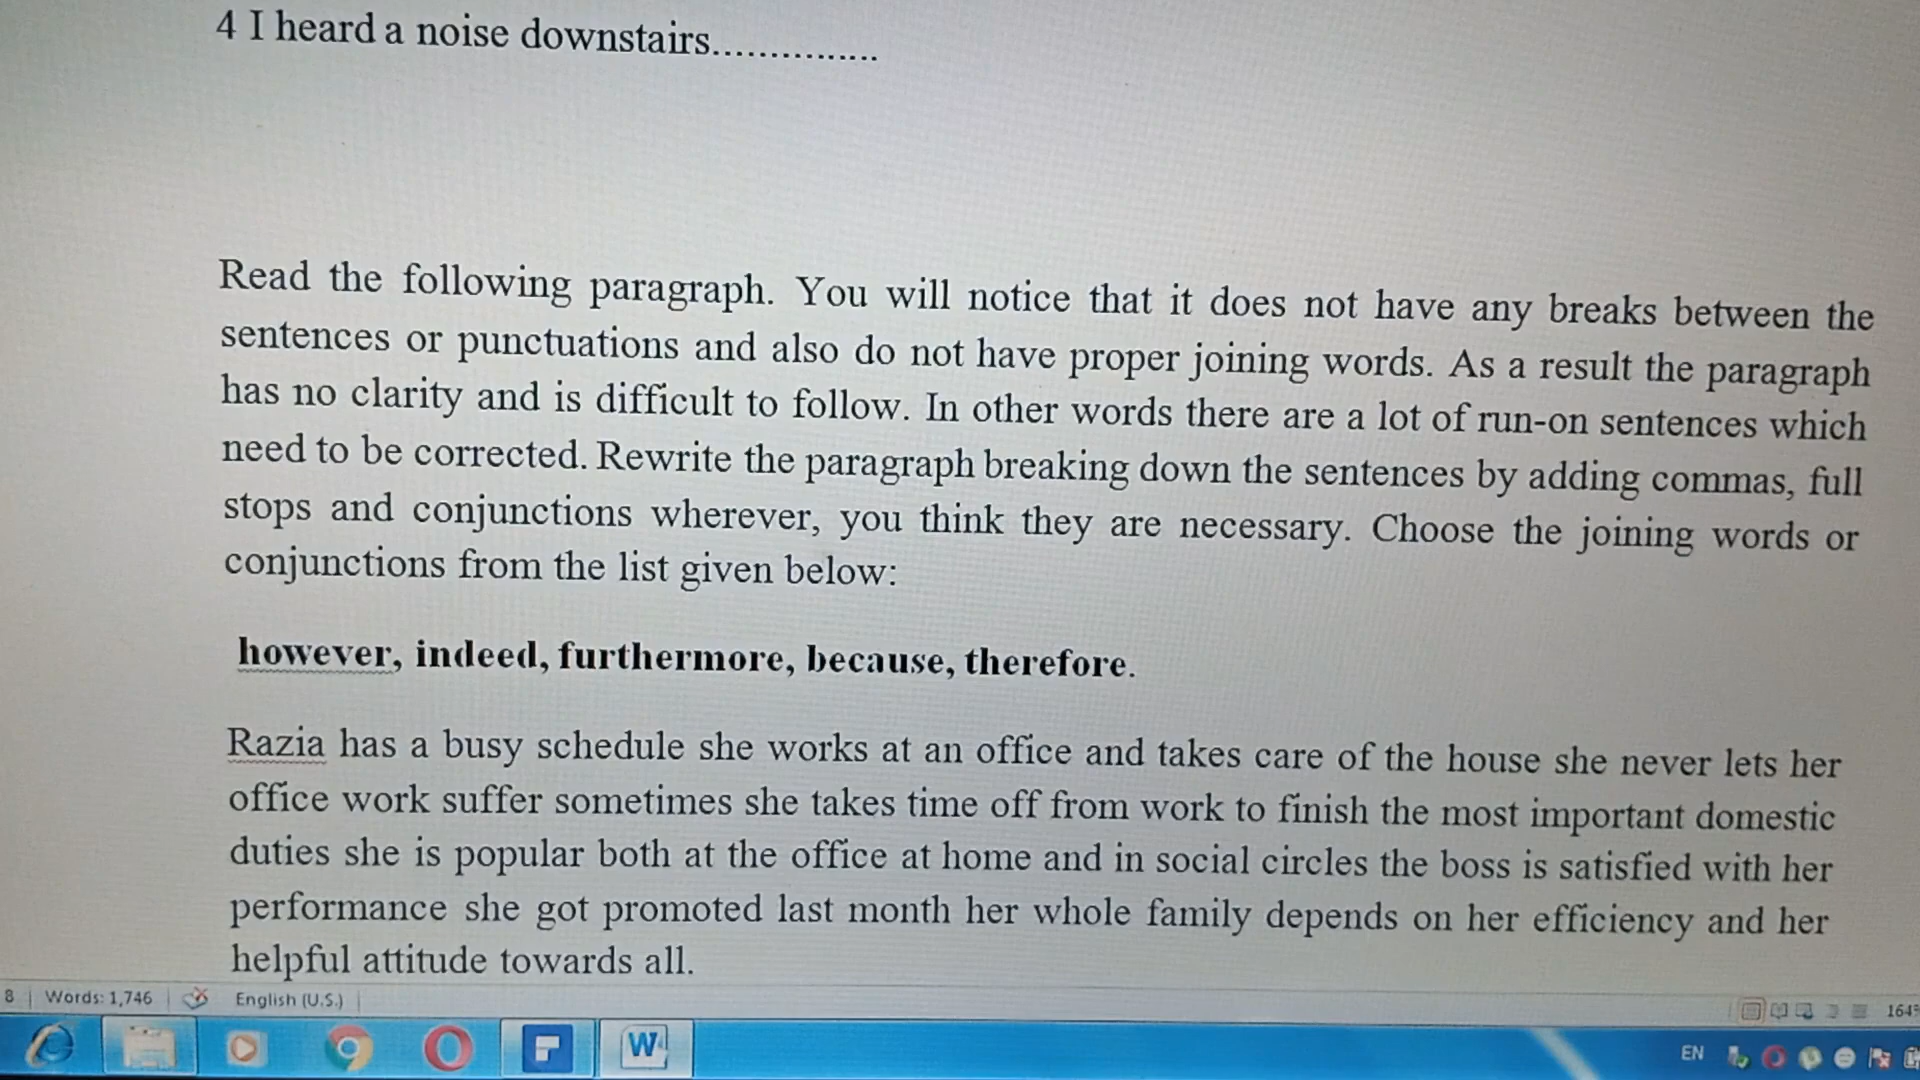 4 I heard a noise downstairs...............
Read the following paragraph. You will notice that it does not have any breaks between the
sentences or punctuations and also do not have proper joining words. As a result the paragraph
has no clarity and is difficult to follow. In other words there are a lot of run-on sentences which
need to be corrected. Rewrite the paragraph breaking down the sentences by adding commas, full
stops and conjunctions wherever, you think they are necessary. Choose the joining words or
conjunctions from the list given below:
however, indeed, furthermore, because, therefore.
Razia has a busy schedule she works at an office and takes care of the house she never lets her
office work suffer sometimes she takes time off from work to finish the most important domestic
duties she is popular both at the office at home and in social circles the boss is satisfied with her
performance she got promoted last month her whole family depends on her efficiency and her
helpful attitude towards all.
8 Words: 1,746 English (U.S.) 164%
EN